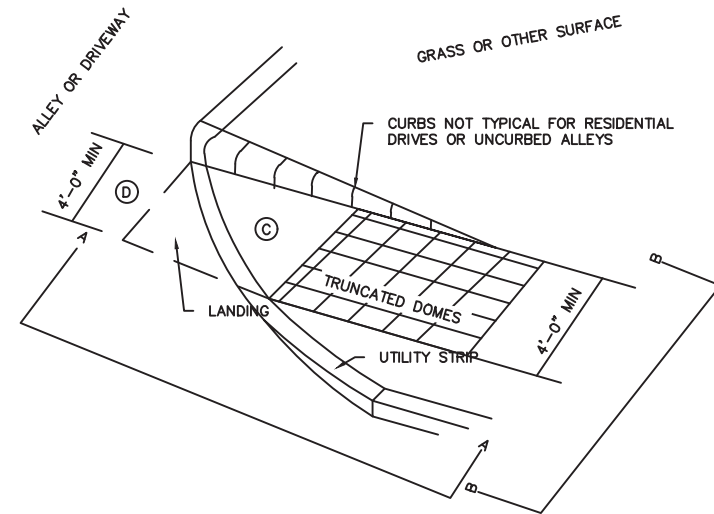 ALLEY OR DRIVEWAY
GRASS OR OTHER SURFACE
CURBS NOT TYPICAL FOR RESIDENTIAL
DRIVES OR UNCURBED ALLEYS
4'-0" MIN
D
A
C
B
LANDING
TRUNCATED DOMES
4'-0" MIN
UTILITY STRIP
A
B